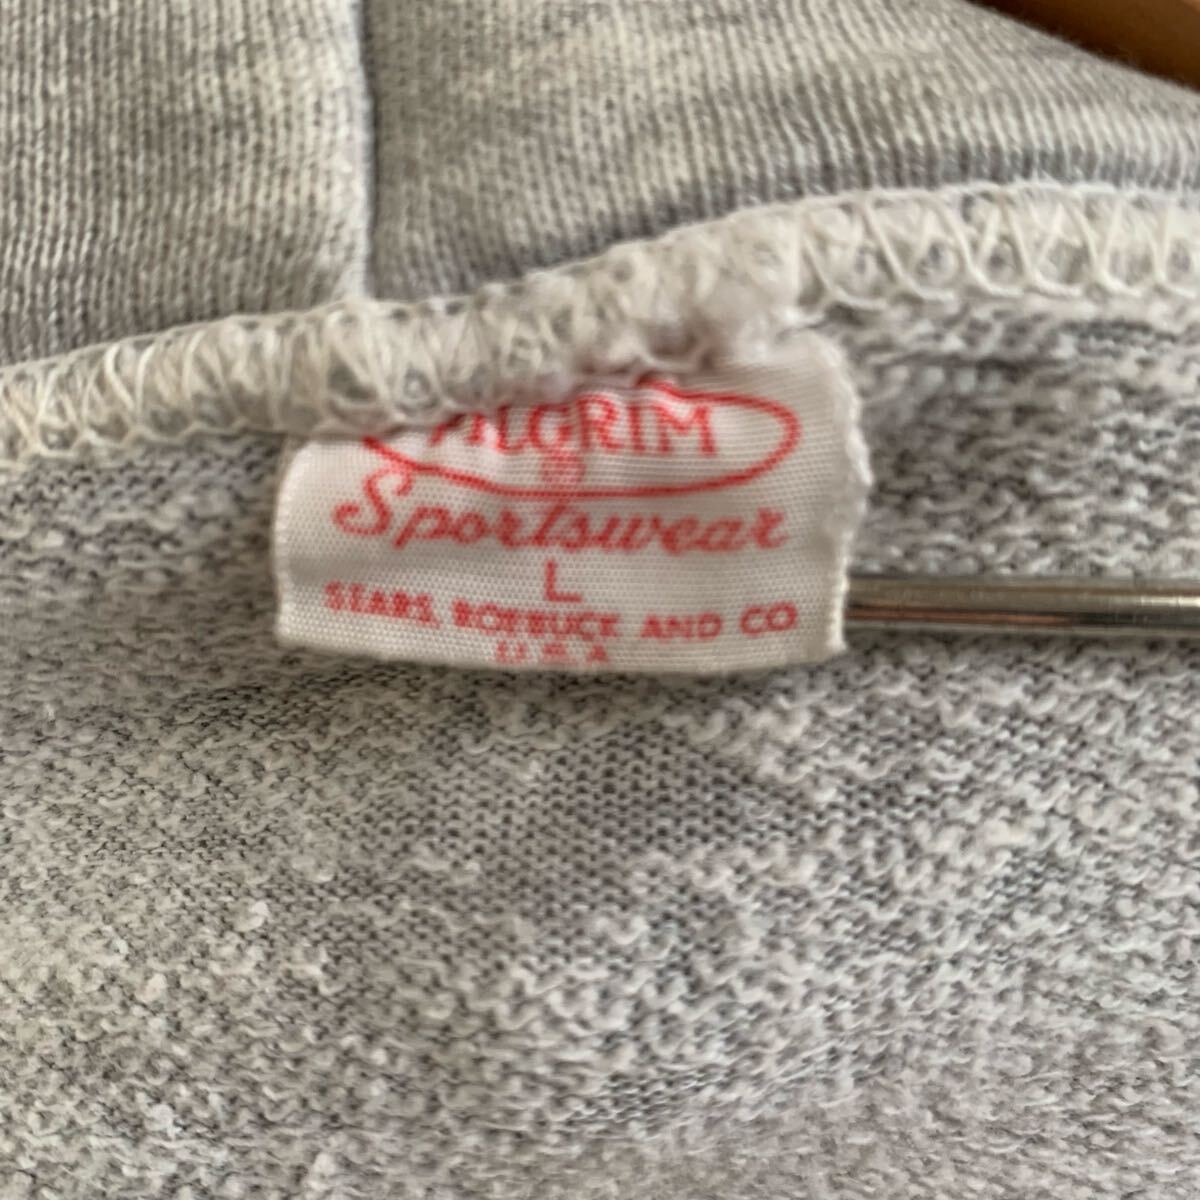 PILGRIM
®
Sportswear
L
SEARS, ROEBUCK AND CO
U.S.A